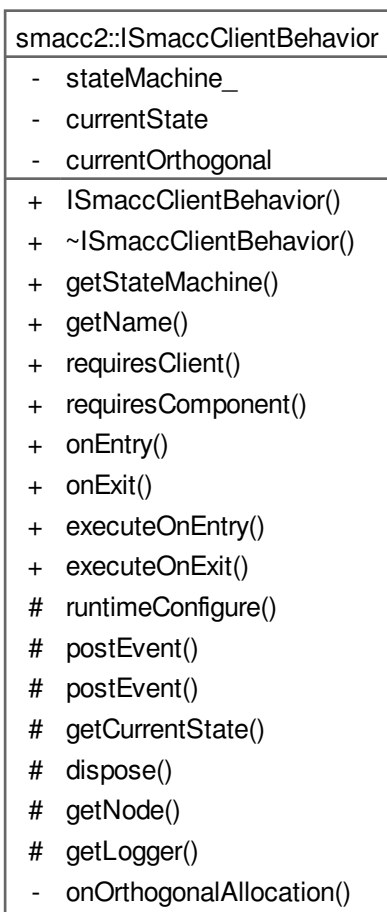 smacc2::ISmaccClientBehavior
- stateMachine_
- currentState
- currentOrthogonal
+ ISmaccClientBehavior()
+ ~ISmaccClientBehavior()
+ getStateMachine()
+ getName()
+ requiresClient()
+ requiresComponent()
+ onEntry()
+ onExit()
+ executeOnEntry()
+ executeOnExit()
# runtimeConfigure()
# postEvent()
# postEvent()
# getCurrentState()
# dispose()
# getNode()
# getLogger()
- onOrthogonalAllocation()